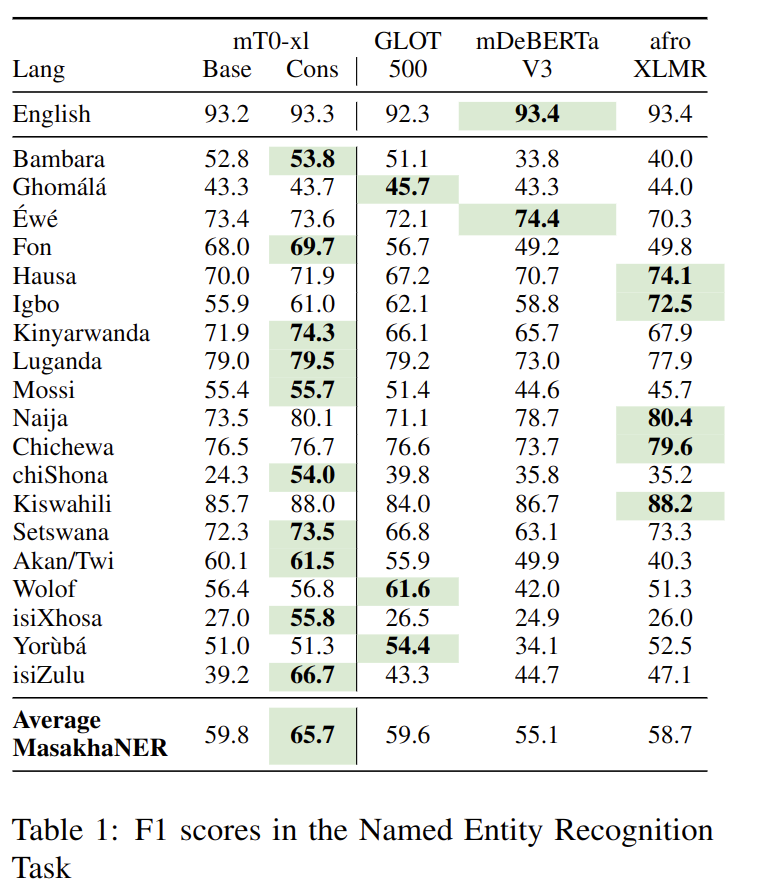 mT0-xl GLOT mDeBERTa afro
Lang Base Cons 500 V3 XLMR
English 93.2 93.3 92.3 93.4 93.4
Bambara 52.8 53.8 51.1 33.8 40.0
Ghomálá 43.3 43.7 45.7 43.3 44.0
Éwé 73.4 73.6 72.1 74.4 70.3
Fon 68.0 69.7 56.7 49.2 49.8
Hausa 70.0 71.9 67.2 70.7 74.1
Igbo 55.9 61.0 62.1 58.8 72.5
Kinyarwanda 71.9 74.3 66.1 65.7 67.9
Luganda 79.0 79.5 79.2 73.0 77.9
Mossi 55.4 55.7 51.4 44.6 45.7
Naija 73.5 80.1 71.1 78.7 80.4
Chichewa 76.5 76.7 76.6 73.7 79.6
chiShona 24.3 54.0 39.8 35.8 35.2
Kiswahili 85.7 88.0 84.0 86.7 88.2
Setswana 72.3 73.5 66.8 63.1 73.3
Akan/Twi 60.1 61.5 55.9 49.9 40.3
Wolof 56.4 56.8 61.6 42.0 51.3
isiXhosa 27.0 55.8 26.5 24.9 26.0
Yorùbá 51.0 51.3 54.4 34.1 52.5
isiZulu 39.2 66.7 43.3 44.7 47.1
Average
MasakhaNER 59.8 65.7 59.6 55.1 58.7
Table 1: F1 scores in the Named Entity Recognition
Task